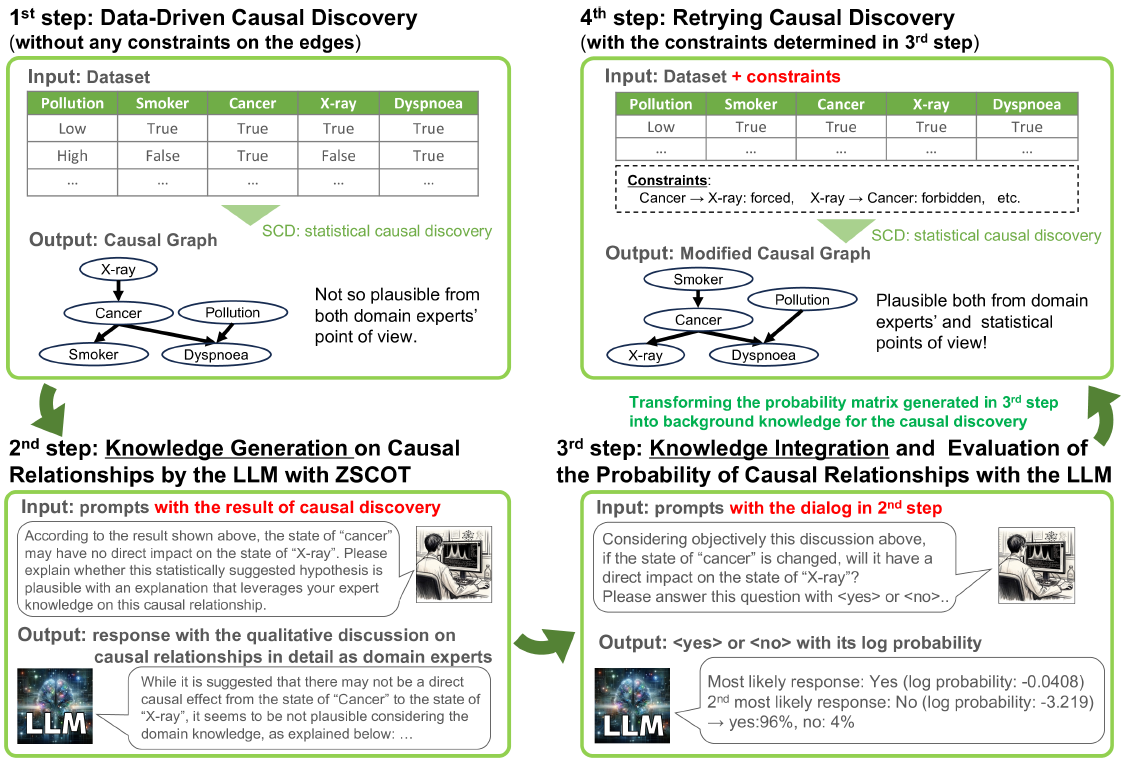 1st step: Data-Driven Causal Discovery
(without any constraints on the edges)
Input: Dataset
Pollution Smoker Cancer X-ray Dyspnoea
Low True True True True
High False True False True
... ... ... ... ...
SCD: statistical causal discovery
Output: Causal Graph
X-ray
Cancer
Pollution
Smoker
Dyspnoea
Not so plausible from
both domain experts'
point of view.
2nd step: Knowledge Generation on Causal
Relationships by the LLM with ZSCOT
Input: prompts with the result of causal discovery
According to the result shown above, the state of “cancer”
may have no direct impact on the state of “X-ray”. Please
explain whether this statistically suggested hypothesis is
plausible with an explanation that leverages your expert
knowledge on this causal relationship.
Output: response with the qualitative discussion on
causal relationships in detail as domain experts
LLM
While it is suggested that there may not be a direct
causal effect from the state of “Cancer” to the state of
“X-ray”, it seems to be not plausible considering the
domain knowledge, as explained below: …
3rd step: Knowledge Integration and Evaluation of
the Probability of Causal Relationships with the LLM
Input: prompts with the dialog in 2nd step
Considering objectively this discussion above,
if the state of “cancer” is changed, will it have a
direct impact on the state of “X-ray”?
Please answer this question with <yes> or <no>..
Output: <yes> or <no> with its log probability
LLM
Most likely response: Yes (log probability: -0.0408)
2nd most likely response: No (log probability: -3.219)
→ yes:96%, no: 4%
Transforming the probability matrix generated in 3rd step
into background knowledge for the causal discovery
4th step: Retrying Causal Discovery
(with the constraints determined in 3rd step)
Input: Dataset + constraints
Pollution Smoker Cancer X-ray Dyspnoea
Low True True True True
... ... ... ... ...
Constraints:
Cancer → X-ray: forced, X-ray → Cancer: forbidden, etc.
SCD: statistical causal discovery
Output: Modified Causal Graph
Smoker
Pollution
Cancer
X-ray
Dyspnoea
Plausible both from domain
experts' and statistical
points of view!